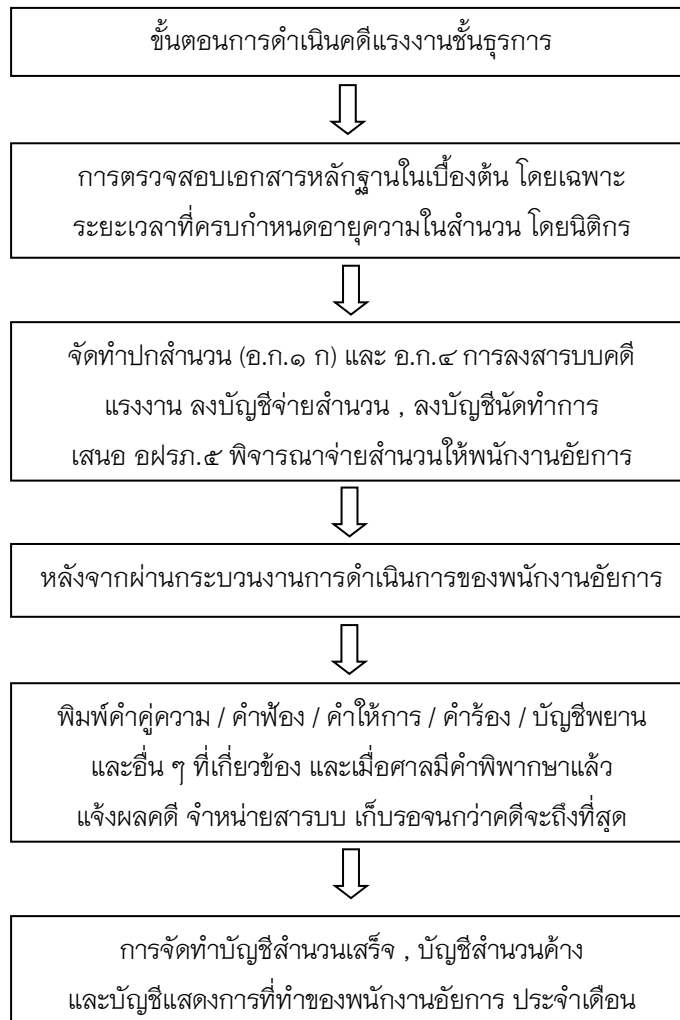 ขั้นตอนการดำเนินคดีแรงงานชั้นธุรการ
การตรวจสอบเอกสารหลักฐานในเบื้องต้น โดยเฉพาะ
ระยะเวลาที่ครบกำหนดอายุความในสำนวน โดยนิติกร
จัดทำปกสำนวน (อ.ก.๑ ก) และ อ.ก.๔ การลงสารบบคดี
แรงงาน ลงบัญชีจ่ายสำนวน , ลงบัญชีนัดทำการ
เสนอ อฝรภ.๕ พิจารณาจ่ายสำนวนให้พนักงานอัยการ
หลังจากผ่านกระบวนงานการดำเนินการของพนักงานอัยการ
พิมพ์คำคู่ความ / คำฟ้อง / คำให้การ / คำร้อง / บัญชีพยาน
และอื่น ๆ ที่เกี่ยวข้อง และเมื่อศาลมีคำพิพากษาแล้ว
แจ้งผลคดี จำหน่ายสารบบ เก็บรอจนกว่าคดีจะถึงที่สุด
การจัดทำบัญชีสำนวนเสร็จ , บัญชีสำนวนค้าง
และบัญชีแสดงการที่ทำของพนักงานอัยการ ประจำเดือน